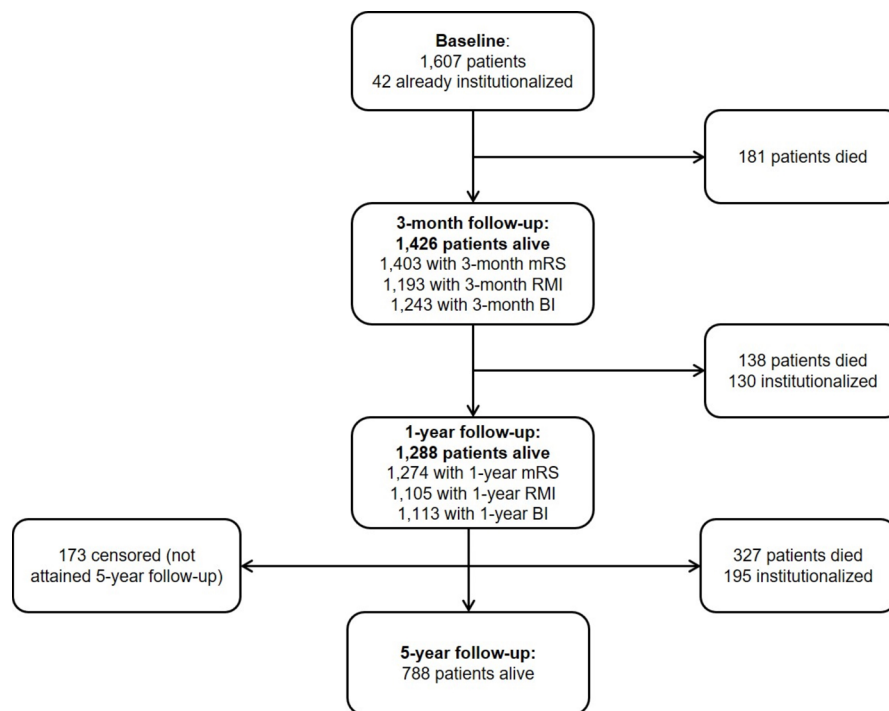 Baseline:
1,607 patients
42 already institutionalized
181 patients died
3-month follow-up:
1,426 patients alive
1,403 with 3-month mRS
1,193 with 3-month RMI
1,243 with 3-month BI
138 patients died
130 institutionalized
1-year follow-up:
1,288 patients alive
1,274 with 1-year mRS
1,105 with 1-year RMI
1,113 with 1-year BI
173 censored (not
attained 5-year follow-up)
327 patients died
195 institutionalized
5-year follow-up:
788 patients alive